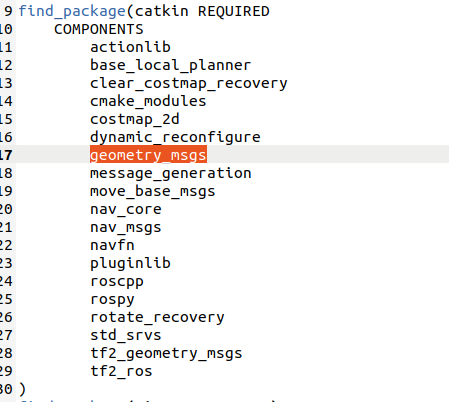 9 find_package(catkin REQUIRED
10 COMPONENTS
11 actionlib
12 base_local_planner
13 clear_costmap_recovery
14 cmake_modules
15 costmap_2d
16 dynamic_reconfigure
17 geometry_msgs
18 message_generation
19 move_base_msgs
20 nav_core
21 nav_msgs
22 navfn
23 pluginlib
24 roscpp
25 rospy
26 rotate_recovery
27 std_srvs
28 tf2_geometry_msgs
29 tf2_ros
30 )